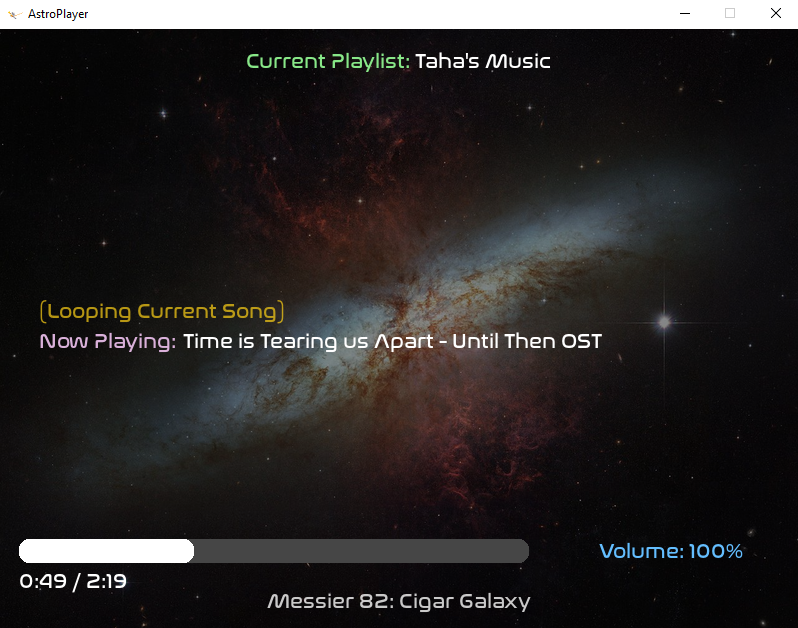 AstroPlayer
Current Playlist: Taha's Music
(Looping Current Song)
Now Playing: Time is Tearing us Apart - Until Then OST
Volume: 100%
0:49 / 2:19
Messier 82: Cigar Galaxy